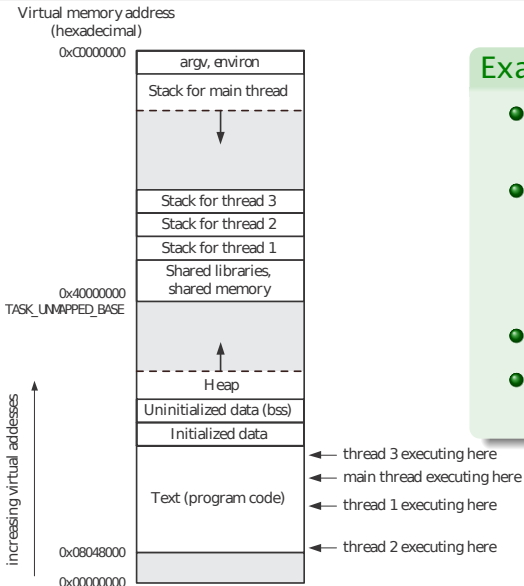 Virtual memory address
(hexadecimal)
0xC0000000
argv, environ
Stack for main thread
Stack for thread 3
Stack for thread 2
Stack for thread 1
Shared libraries,
shared memory
0x40000000
TASK_UNMAPPED_BASE
Heap
Uninitialized data (bss)
Initialized data
thread 3 executing here
main thread executing here
Text (program code)
thread 1 executing here
thread 2 executing here
0x08048000
0x00000000
increasing virtual addesses
Exa